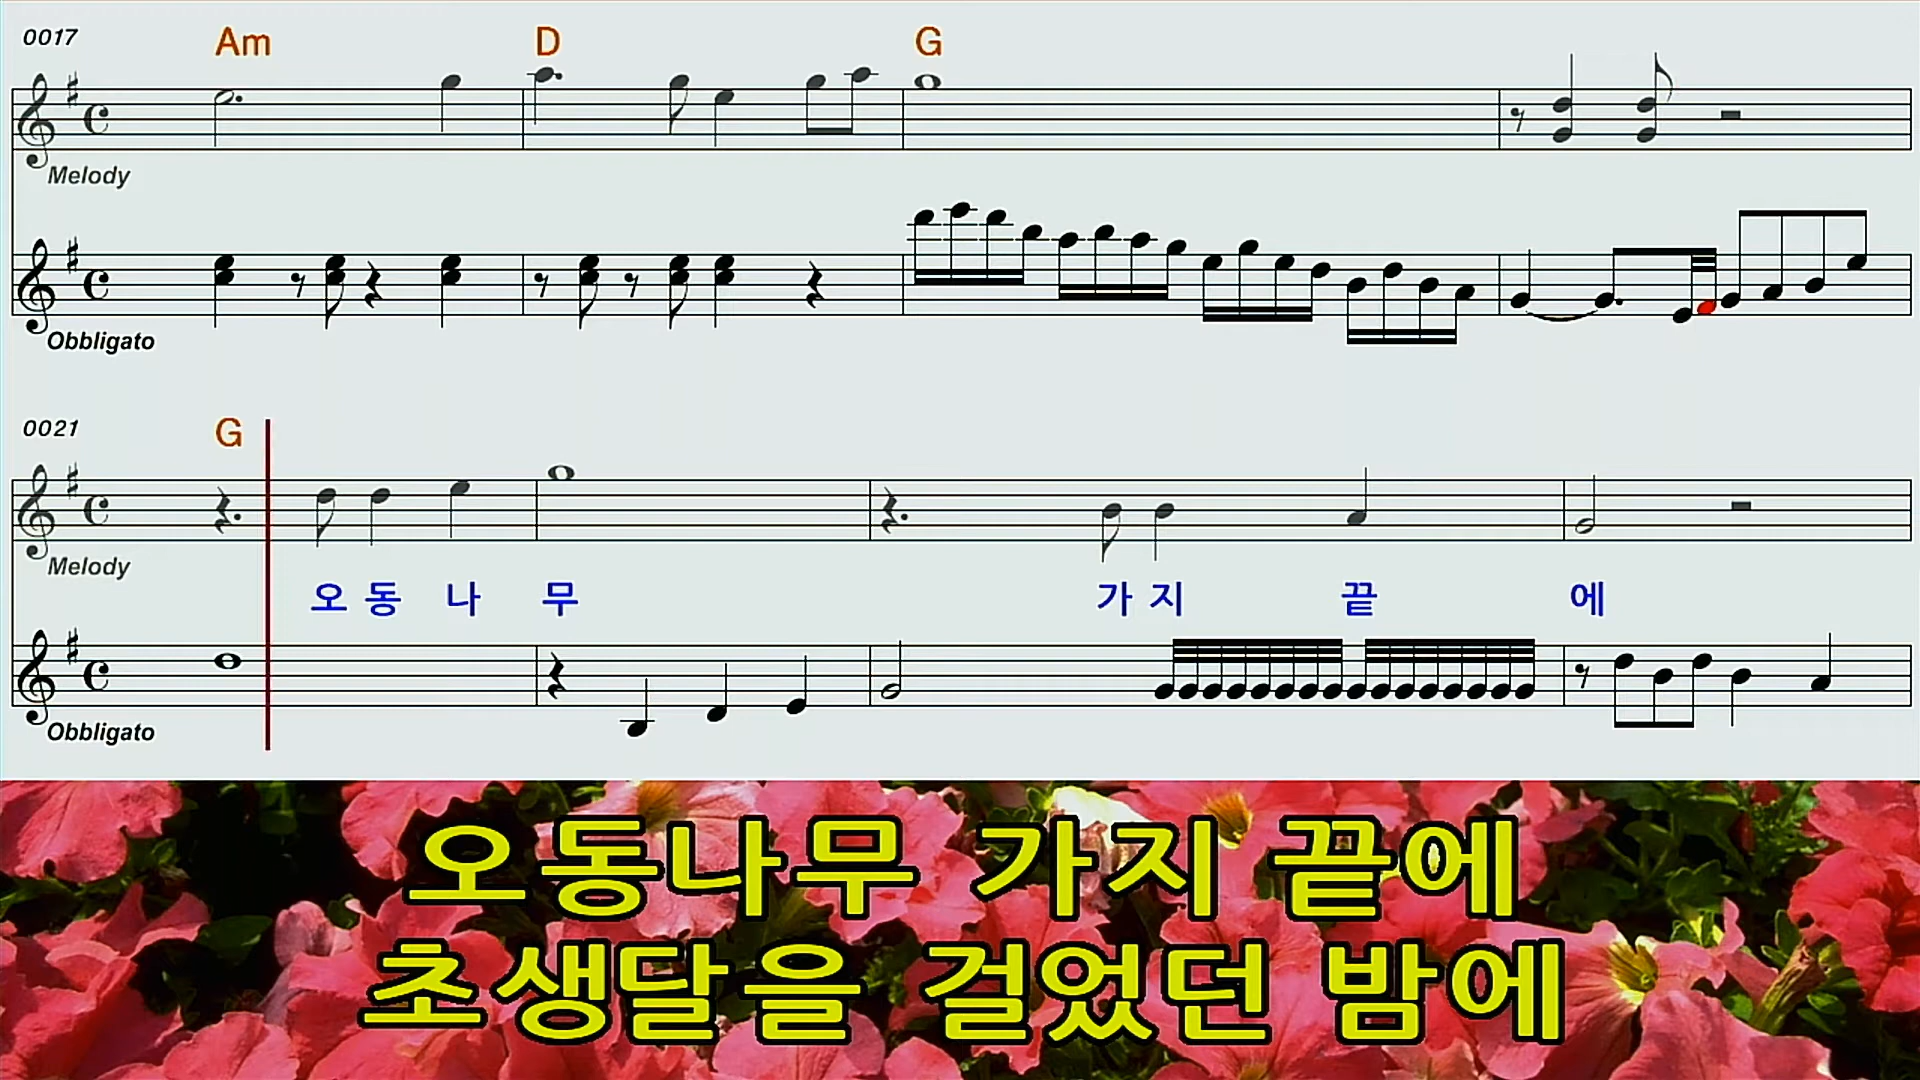 0017 Am D G
Melody
Obbligato
0021 G
Melody
오 동 나 무 가 지 끝 에
Obbligato
오동나무 가지 끝에
초생달을 걸었던 밤에